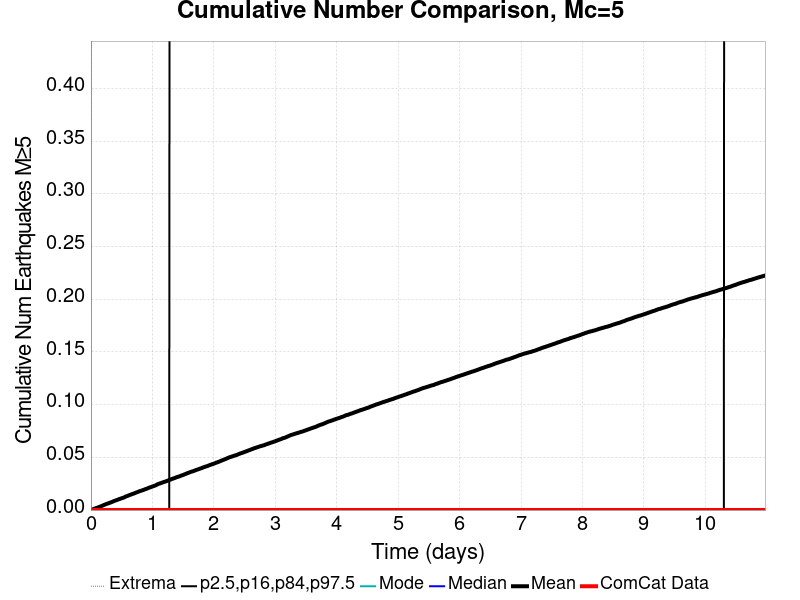 Cumulative Number Comparison, Mc=5
Cumulative Num Earthquakes M≥5
0.40
0.35
0.30
0.25
0.20
0.15
0.10
0.05
0.00
0 1 2 3 4 5 6 7 8 9 10
Time (days)
Extrema p2.5,p16,p84,p97.5 Mode Median Mean ComCat Data